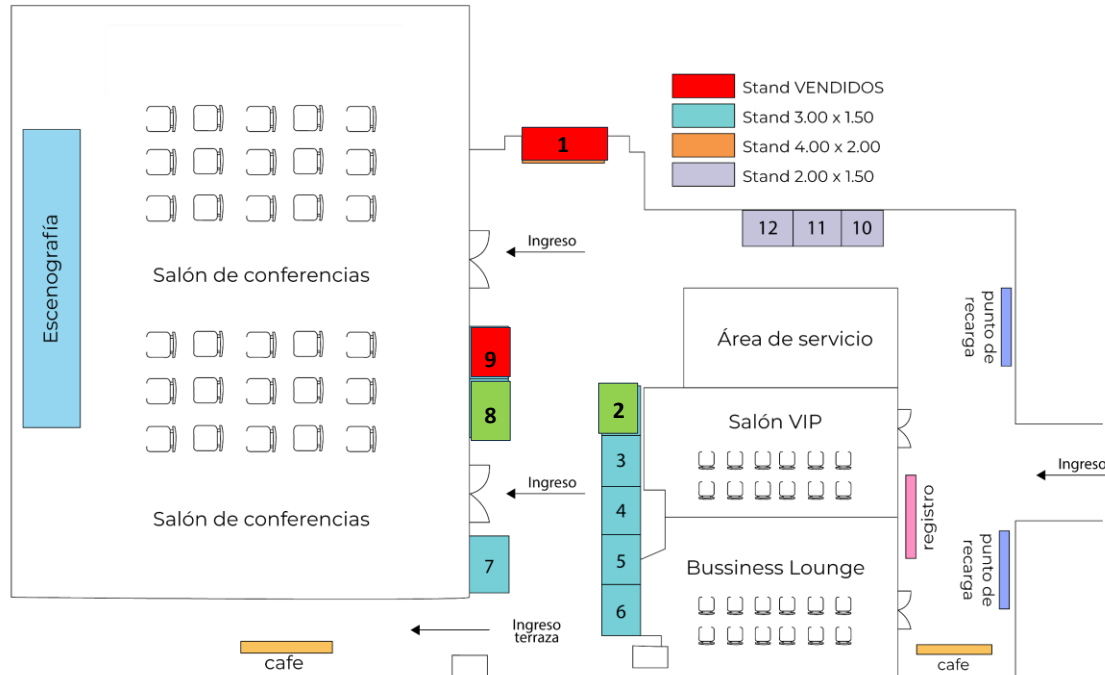 Stand VENDIDOS
Stand 3.00 x 1.50
Stand 4.00 x 2.00
Stand 2.00 x 1.50
1
12
11
10
Ingreso
Escenografía
Salón de conferencias
punto de
recarga
Área de servicio
9
8
2
Salón VIP
3
Ingreso
4
Ingreso
registro
Salón de conferencias
5
7
Bussiness Lounge
punto de
recarga
6
Ingreso
terraza
cafe
cafe